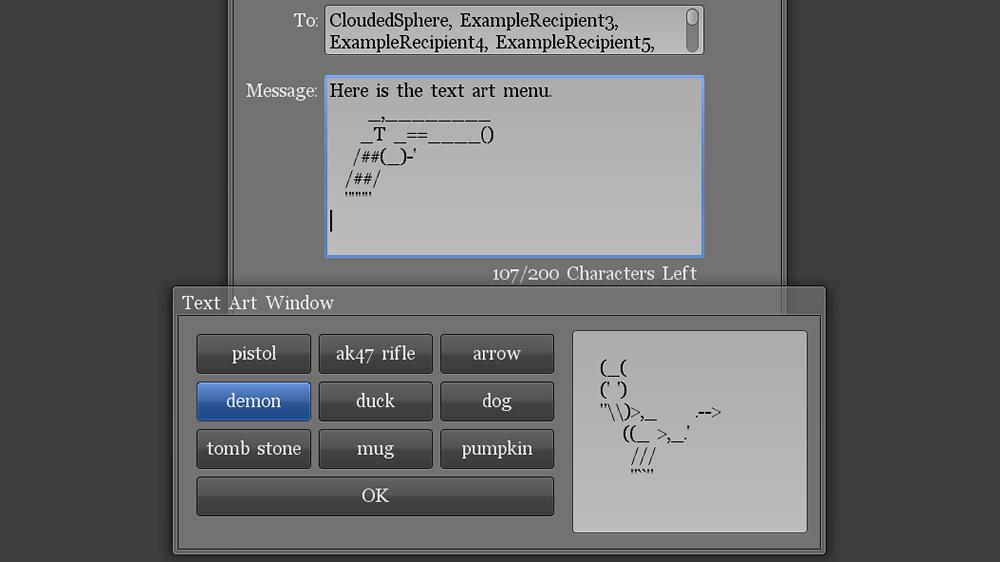 To:
CloudedSphere, ExampleRecipient3,
ExampleRecipient4, ExampleRecipient5,
Message:
Here is the text art menu.
      _,________
     _T _==____()
    /##(_)-'
   /##/
   '""""'
107/200 Characters Left
Text Art Window
pistol ak47 rifle arrow
demon duck dog
tomb stone mug pumpkin
OK
(_(
(' ')
"\\)>,_     .-->
   ((_ >,_.'
    ///
    "``"